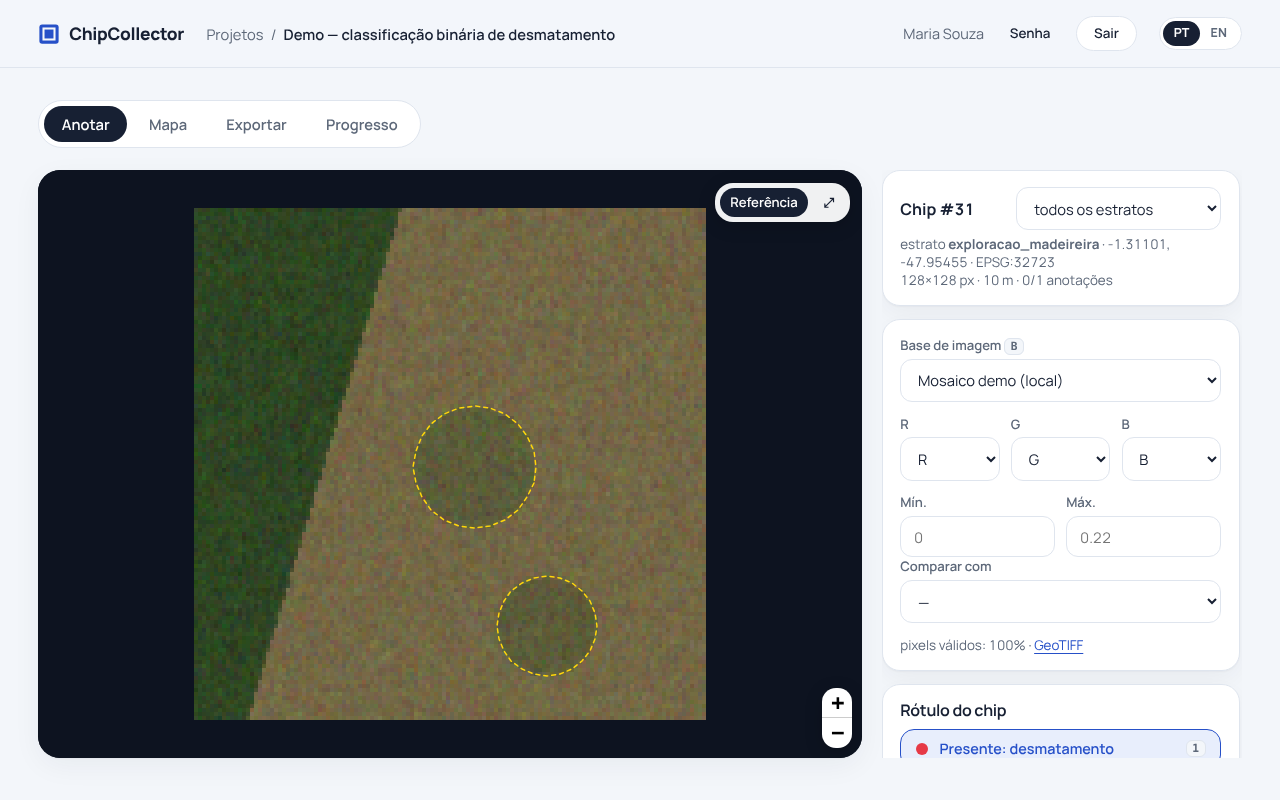 ChipCollector
Projetos / Demo — classificação binária de desmatamento
Maria Souza
Senha
Sair
PT
EN
Anotar
Mapa
Exportar
Progresso
Referência
Chip #31
todos os estratos
estrato exploracao_madeireira · -1.31101,
-47.95455 · EPSG:32723
128×128 px · 10 m · 0/1 anotações
Base de imagem B
Mosaico demo (local)
R
G
B
R
G
B
Mín.
Máx.
0
0.22
Comparar com
—
pixels válidos: 100% · GeoTIFF
Rótulo do chip
Presente: desmatamento 1
+
−